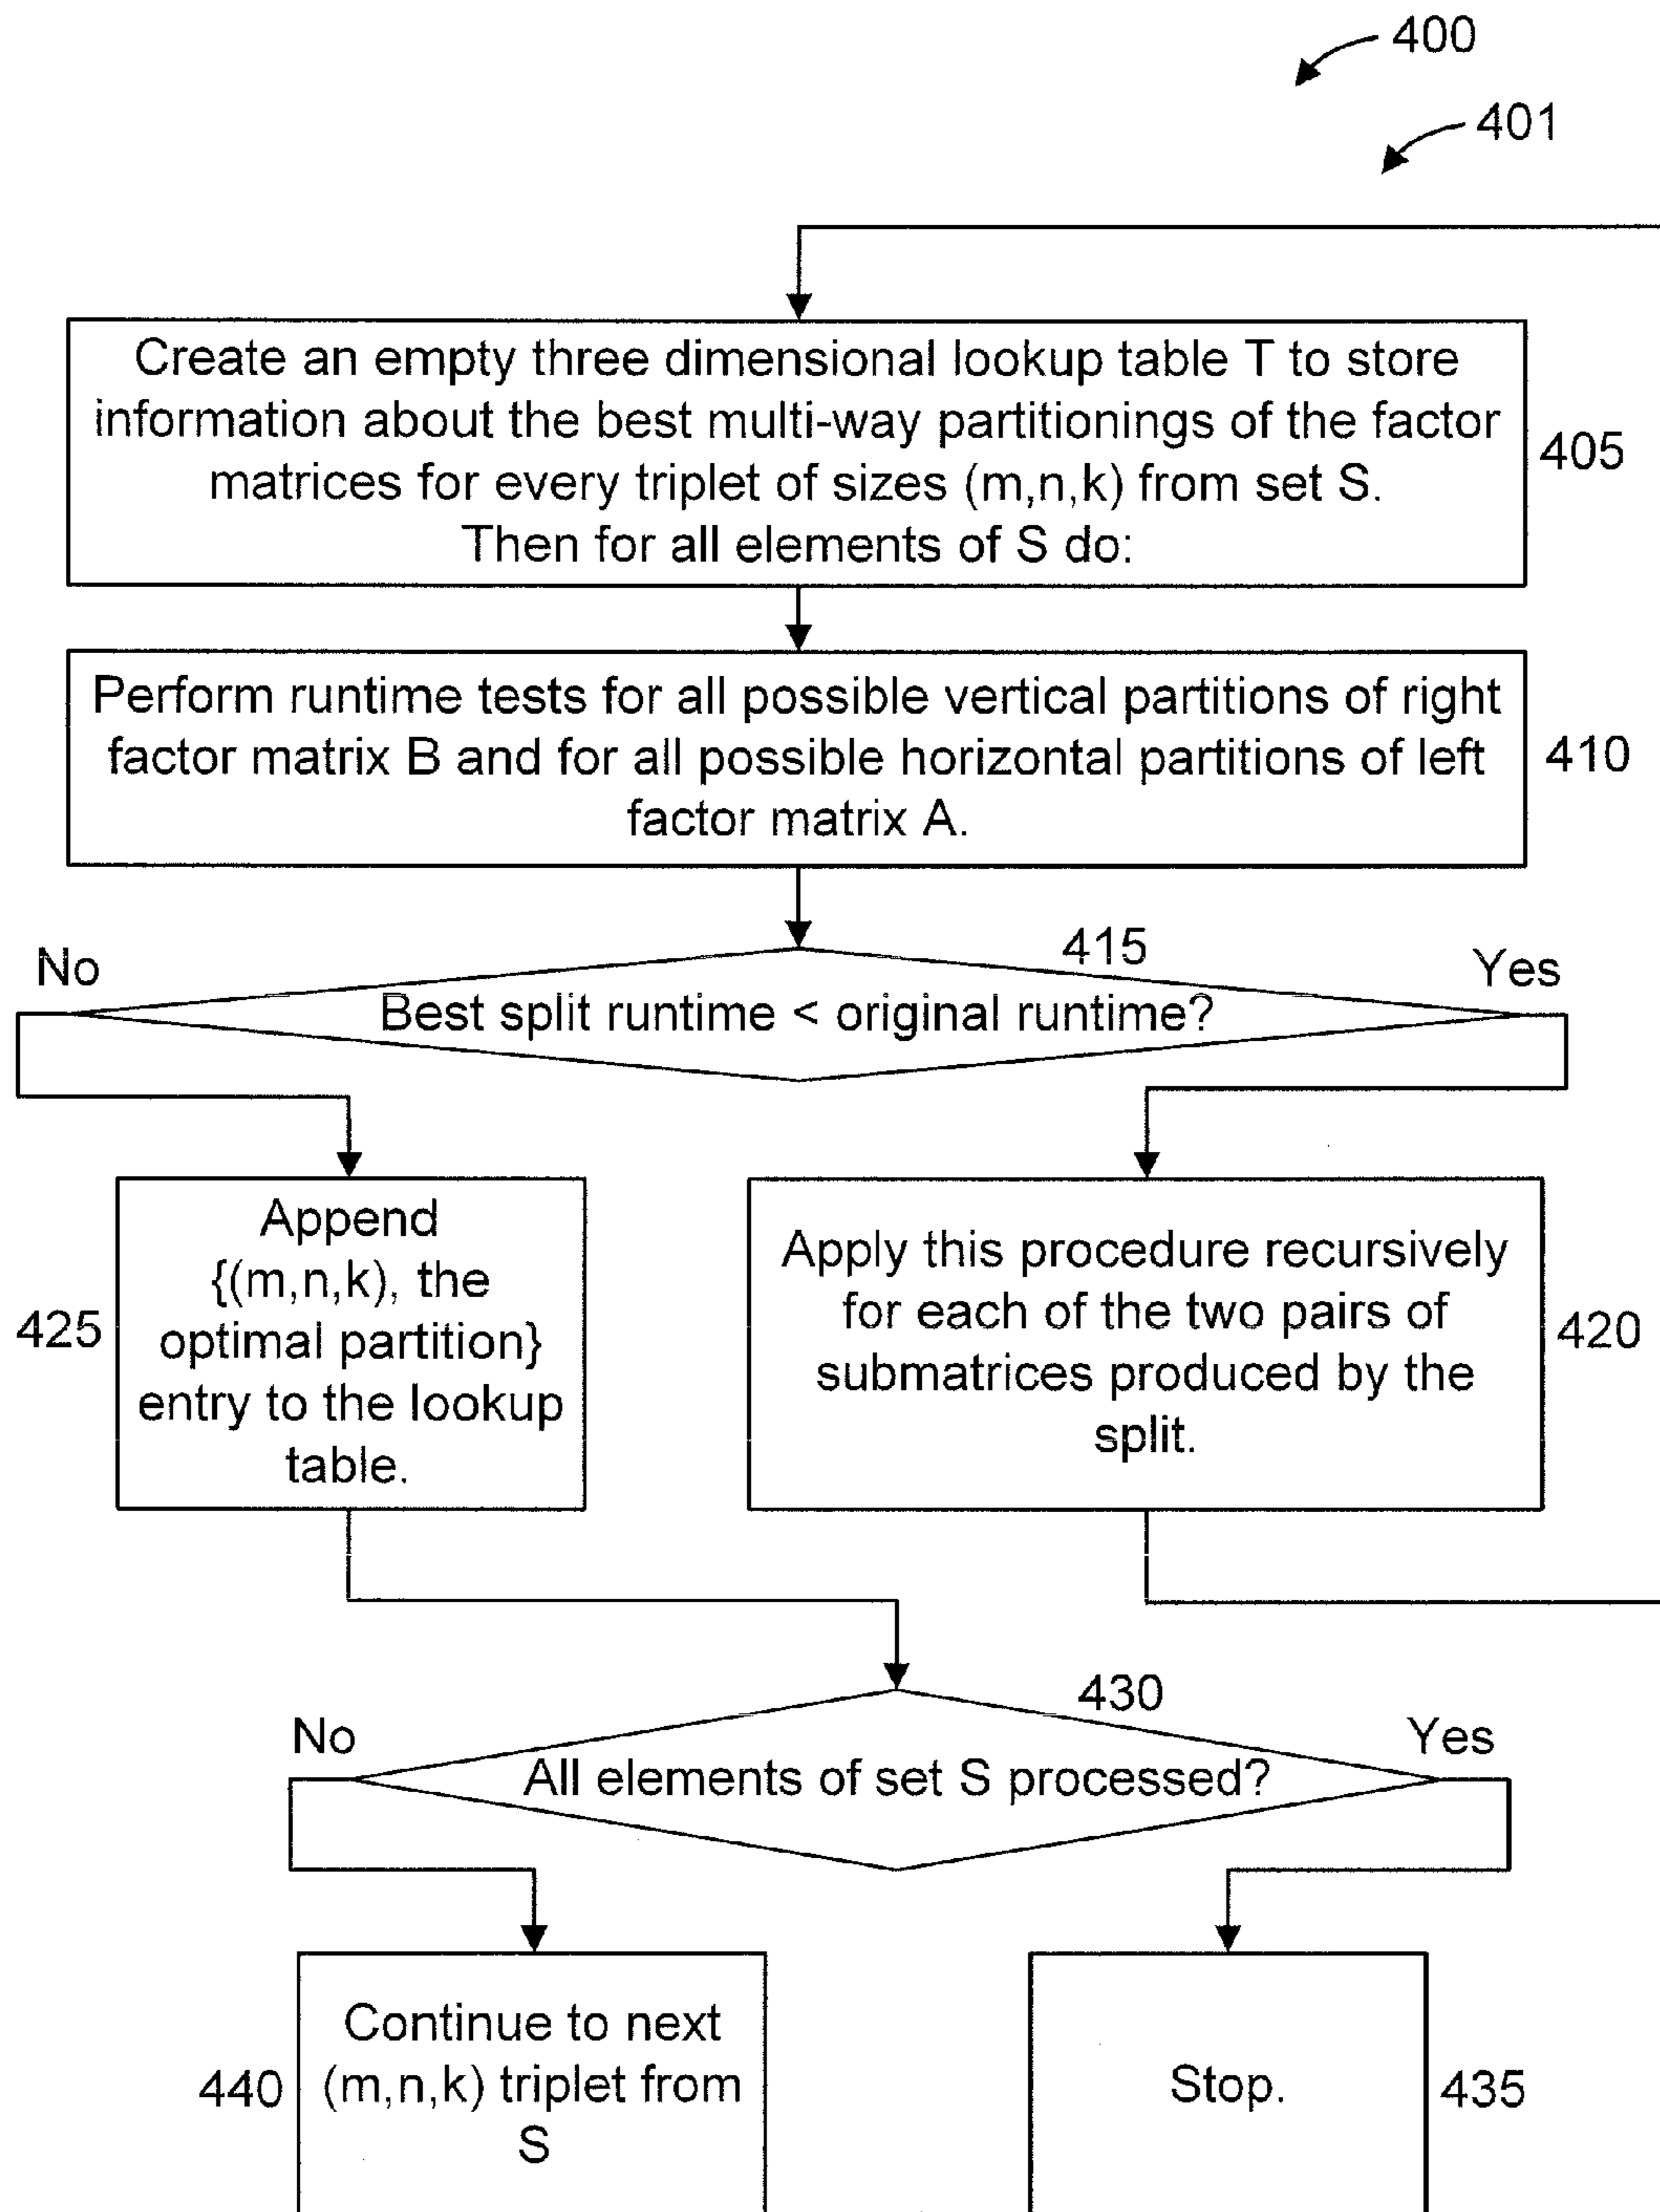 400
401
Create an empty three dimensional lookup table T to store
information about the best multi-way partitionings of the factor
matrices for every triplet of sizes (m,n,k) from set S.
Then for all elements of S do:
405
Perform runtime tests for all possible vertical partitions of right
factor matrix B and for all possible horizontal partitions of left
factor matrix A.
410
415
No
Yes
Best split runtime < original runtime?
Append
{(m,n,k), the
optimal partition}
entry to the lookup
table.
425
Apply this procedure recursively
for each of the two pairs of
submatrices produced by the
split.
420
430
No
Yes
All elements of set S processed?
Continue to next
(m,n,k) triplet from
S
440
Stop.
435